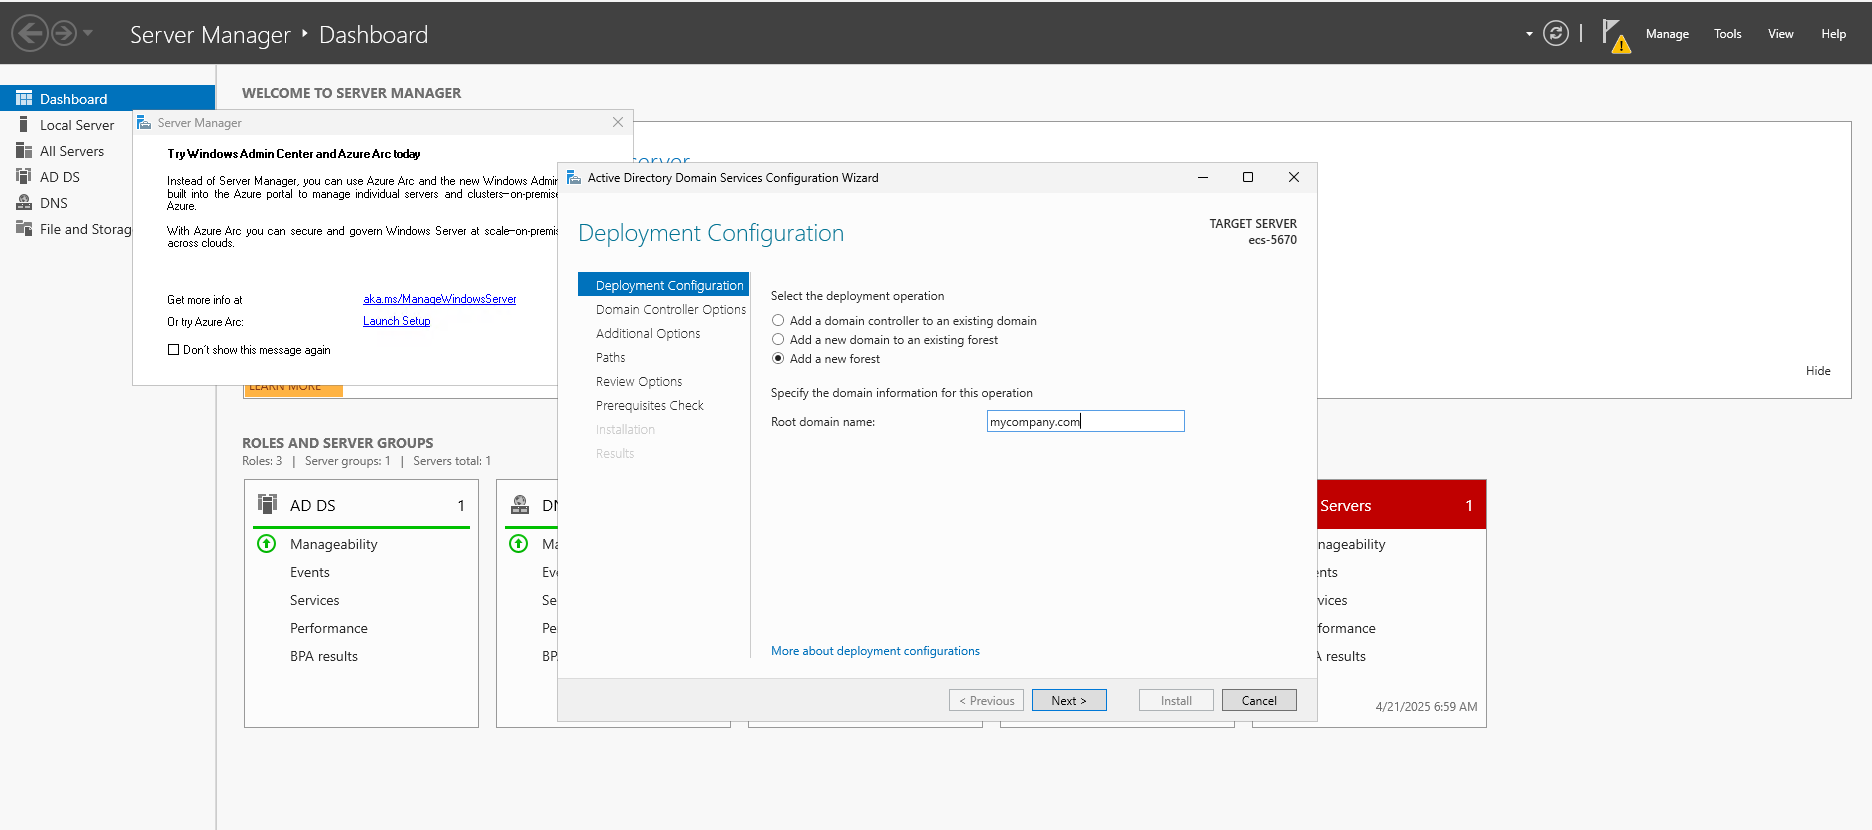 Server Manager ‣ Dashboard
Manage Tools View Help
Dashboard
Local Server
All Servers
AD DS
DNS
File and Storag
WELCOME TO SERVER MANAGER
Server Manager
Try Windows Admin Center and Azure Arc today
Instead of Server Manager, you can use Azure Arc and the new Windows Admin
built into the Azure portal to manage individual servers and clusters–on-premise
Azure.
With Azure Arc you can secure and govern Windows Server at scale–on-premis
across clouds.
Get more info at aka.ms/ManageWindowsServer
Or try Azure Arc: Launch Setup
Don't show this message again
LEARN MORE
Hide
Active Directory Domain Services Configuration Wizard
Deployment Configuration
TARGET SERVER
ecs-5670
Deployment Configuration
Domain Controller Options
Additional Options
Paths
Review Options
Prerequisites Check
Installation
Results
Select the deployment operation
Add a domain controller to an existing domain
Add a new domain to an existing forest
Add a new forest
Specify the domain information for this operation
Root domain name: mycompany.com
More about deployment configurations
< Previous Next > Install Cancel
ROLES AND SERVER GROUPS
Roles: 3 | Server groups: 1 | Servers total: 1
AD DS 1
Manageability
Events
Services
Performance
BPA results
Servers 1
nageability
ents
vices
formance
A results
4/21/2025 6:59 AM